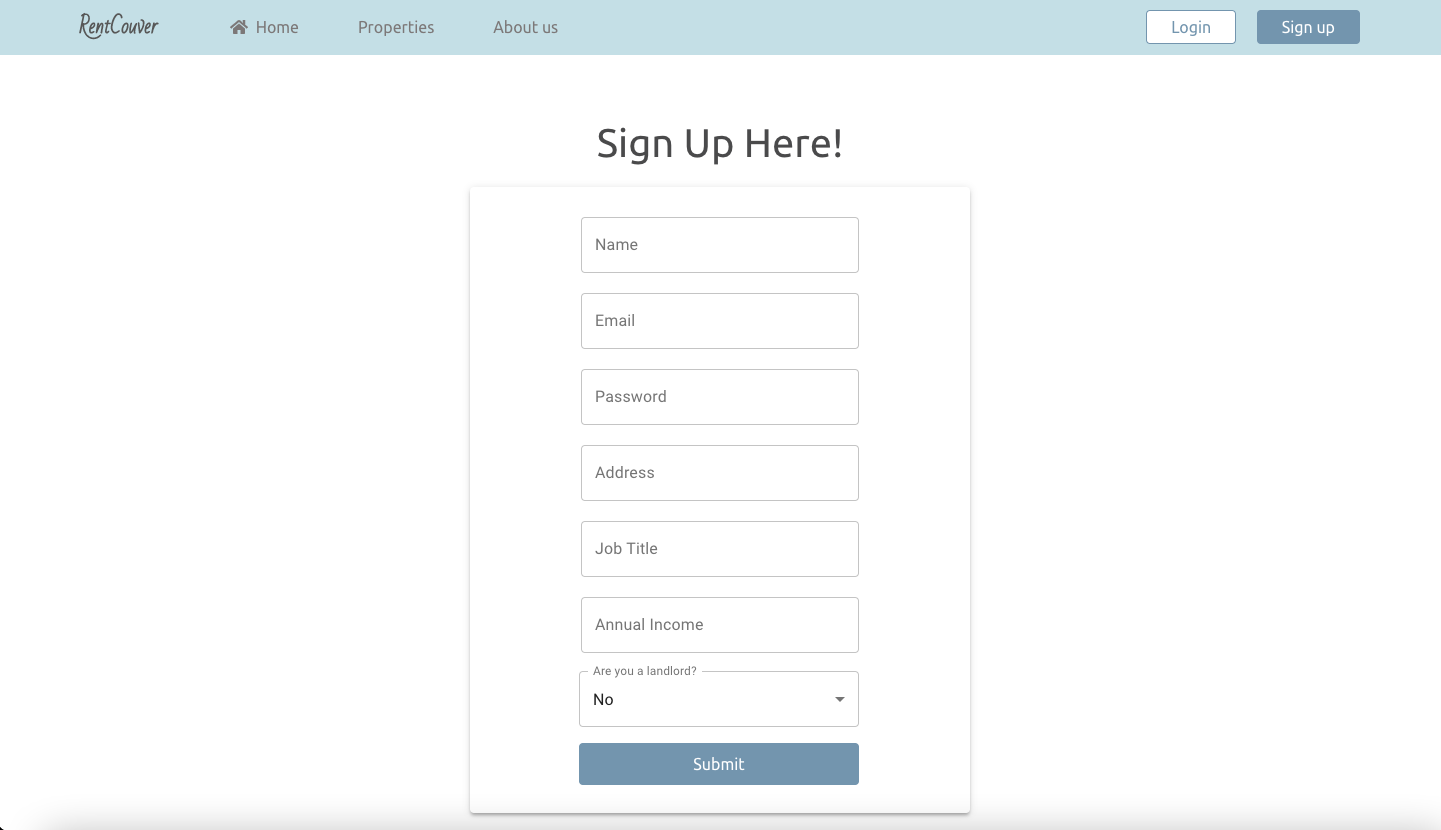 RentCouver Home Properties About us Login Sign up
Sign Up Here!
Name
Email
Password
Address
Job Title
Annual Income
Are you a landlord?
No
Submit